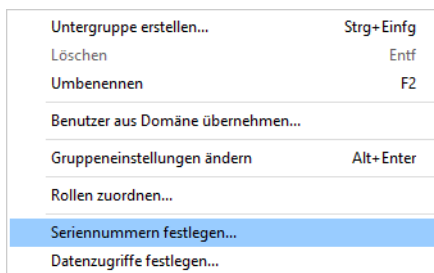 Untergruppe erstellen... Strg+Einfg
Löschen Entf
Umbenennen F2
Benutzer aus Domäne übernehmen...
Gruppeneinstellungen ändern Alt+Enter
Rollen zuordnen...
Seriennummern festlegen...
Datenzugriffe festlegen...